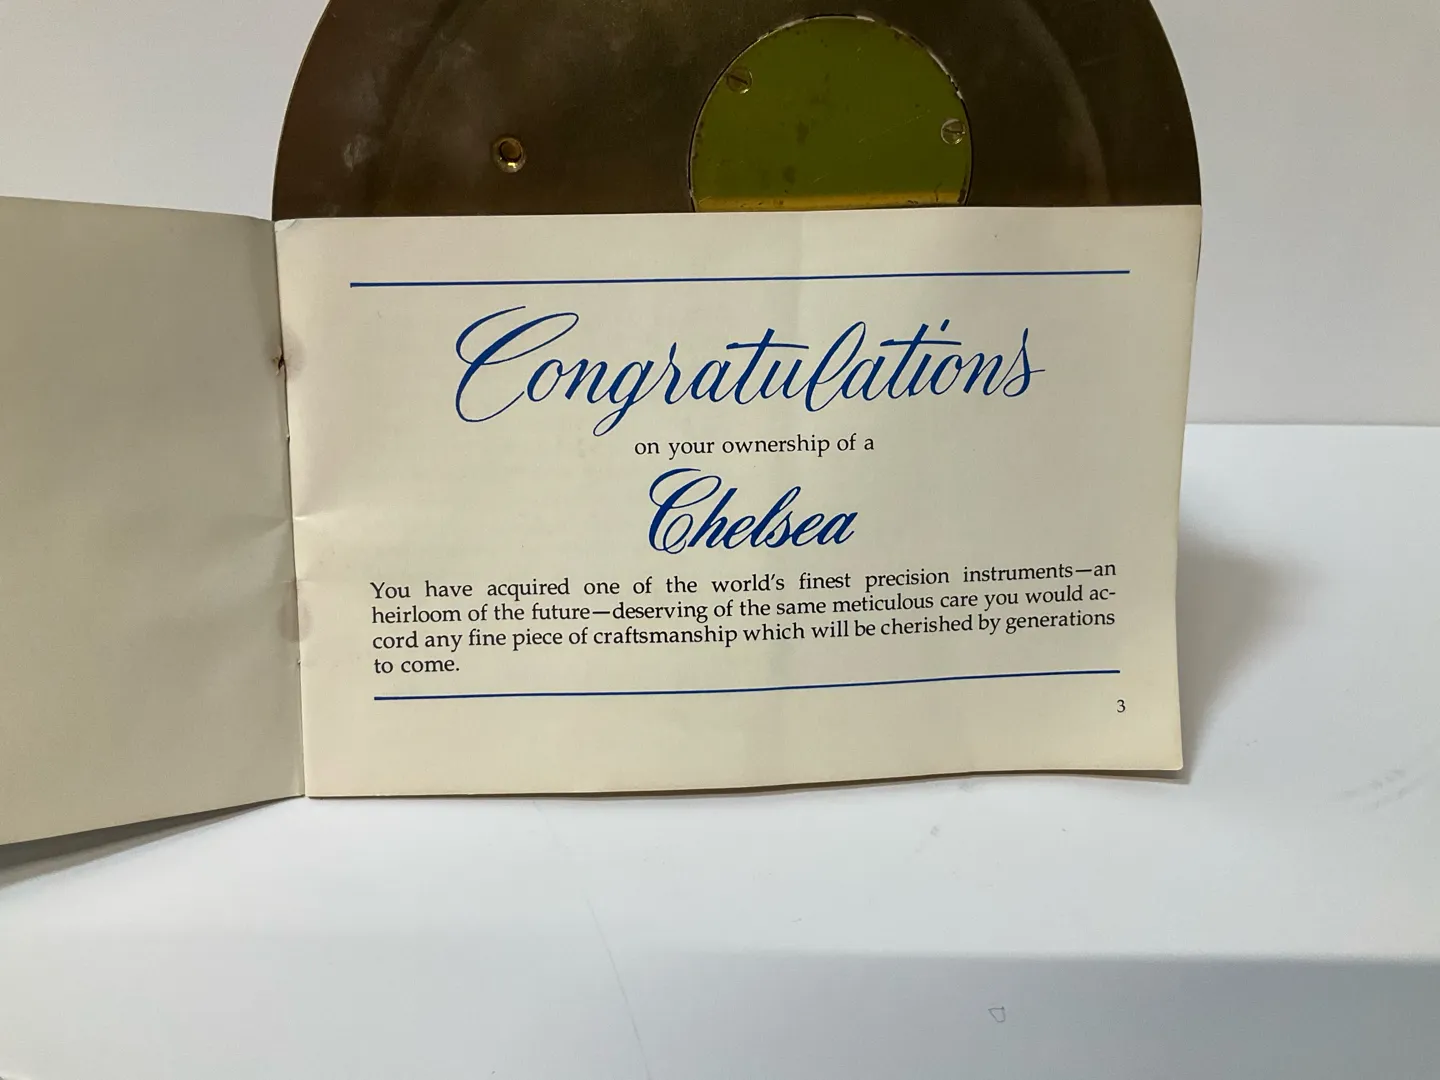 Congratulations
on your ownership of a
Chelsea
You have acquired one of the world's finest precision instruments—an
heirloom of the future—deserving of the same meticulous care you would ac-
cord any fine piece of craftsmanship which will be cherished by generations
to come.
3